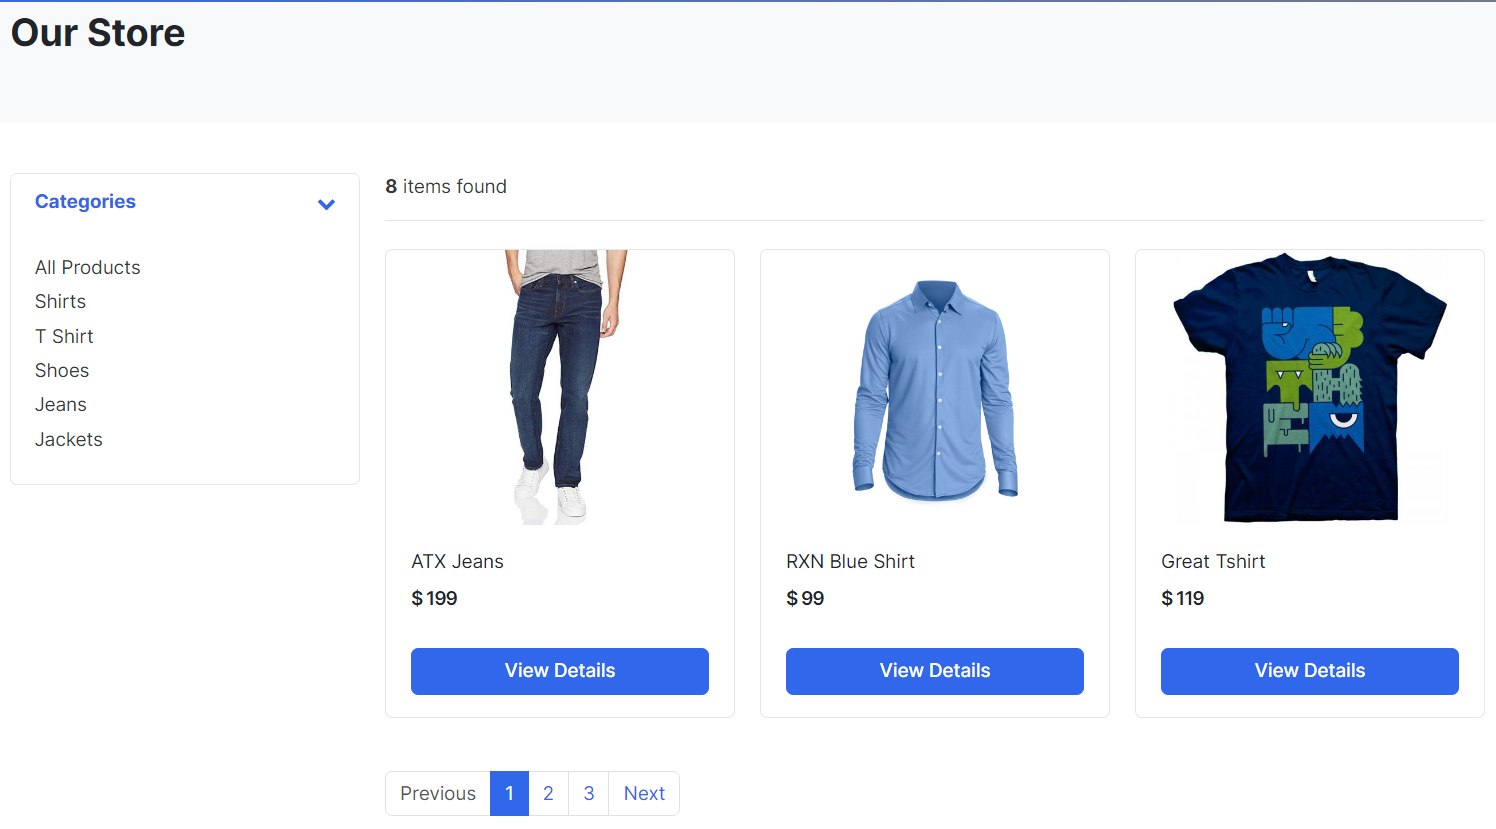 Our Store
Categories
All Products
Shirts
T Shirt
Shoes
Jeans
Jackets
8 items found
ATX Jeans
$ 199
View Details
RXN Blue Shirt
$ 99
View Details
Great Tshirt
$ 119
View Details
Previous 1 2 3 Next